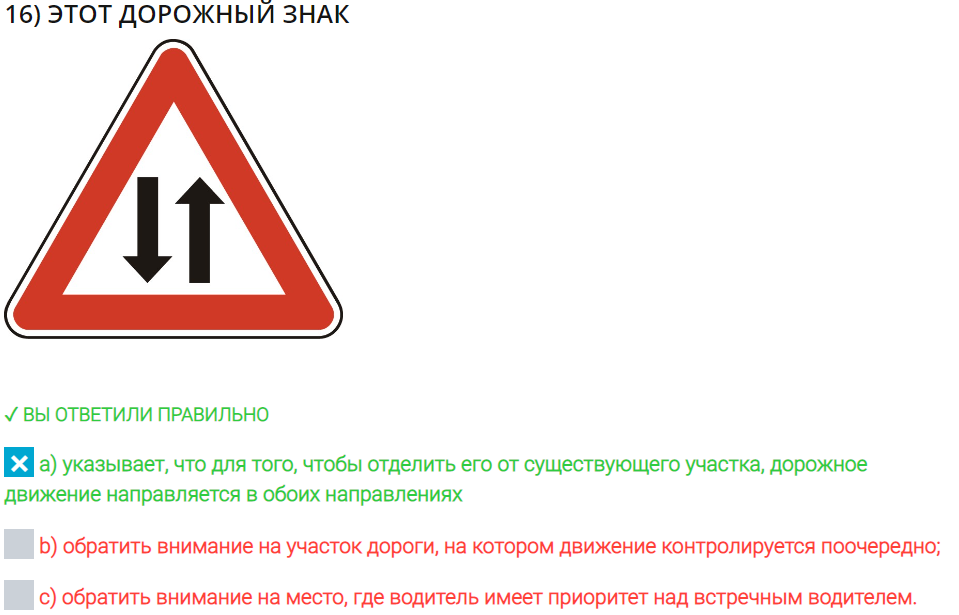 16) ЭТОТ ДОРОЖНЫЙ ЗНАК
✓ ВЫ ОТВЕТИЛИ ПРАВИЛЬНО
a) указывает, что для того, чтобы отделить его от существующего участка, дорожное
движение направляется в обоих направлениях
b) обратить внимание на участок дороги, на котором движение контролируется поочередно;
c) обратить внимание на место, где водитель имеет приоритет над встречным водителем.